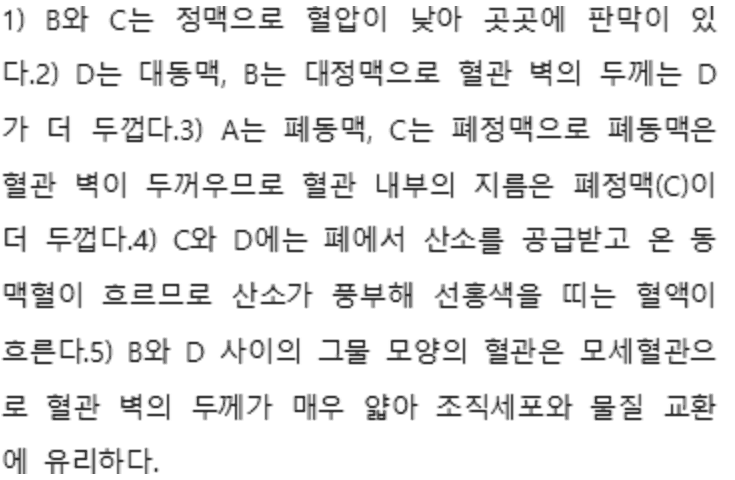 1) B와 C는 정맥으로 혈압이 낮아 곳곳에 판막이 있
다.2) D는 대동맥, B는 대정맥으로 혈관 벽의 두께는 D
가 더 두껍다.3) A는 폐동맥, C는 폐정맥으로 폐동맥은
혈관 벽이 두꺼우므로 혈관 내부의 지름은 폐정맥(C)이
더 두껍다.4) C와 D에는 폐에서 산소를 공급받고 온 동
맥혈이 흐르므로 산소가 풍부해 선홍색을 띠는 혈액이
흐른다.5) B와 D 사이의 그물 모양의 혈관은 모세혈관으
로 혈관 벽의 두께가 매우 얇아 조직세포와 물질 교환
에 유리하다.